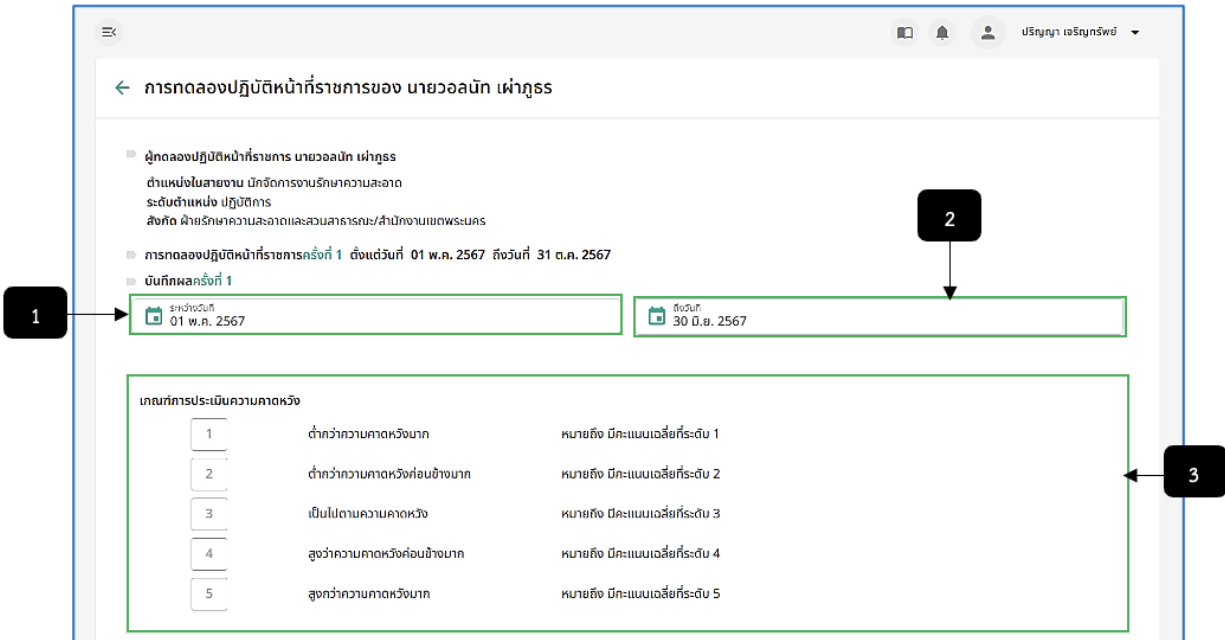 ปริญญา เจริญทรัพย์
การทดลองปฏิบัติหน้าที่ราชการของ นายวอลนัท เผ่าภูธร
ผู้ทดลองปฏิบัติหน้าที่ราชการ นายวอลนัท เผ่าภูธร
ตำแหน่งในสายงาน นักจัดการงานรักษาความสะอาด
ระดับตำแหน่ง ปฏิบัติการ
สังกัด ฝ่ายรักษาความสะอาดและสวนสาธารณะ/สำนักงานเขตพระนคร
2
การทดลองปฏิบัติหน้าที่ราชการครั้งที่ 1 ตั้งแต่วันที่ 01 พ.ค. 2567 ถึงวันที่ 31 ต.ค. 2567
บันทึกผลครั้งที่ 1
1
ระหว่างวันที่
01 พ.ค. 2567
ถึงวันที่
30 มิ.ย. 2567
เกณฑ์การประเมินความคาดหวัง
1 ต่ำกว่าความคาดหวังมาก หมายถึง มีคะแนนเฉลี่ยที่ระดับ 1
2 ต่ำกว่าความคาดหวังค่อนข้างมาก หมายถึง มีคะแนนเฉลี่ยที่ระดับ 2
3
3 เป็นไปตามความคาดหวัง หมายถึง มีคะแนนเฉลี่ยที่ระดับ 3
4 สูงว่าความคาดหวังค่อนข้างมาก หมายถึง มีคะแนนเฉลี่ยที่ระดับ 4
5 สูงกว่าความคาดหวังมาก หมายถึง มีคะแนนเฉลี่ยที่ระดับ 5